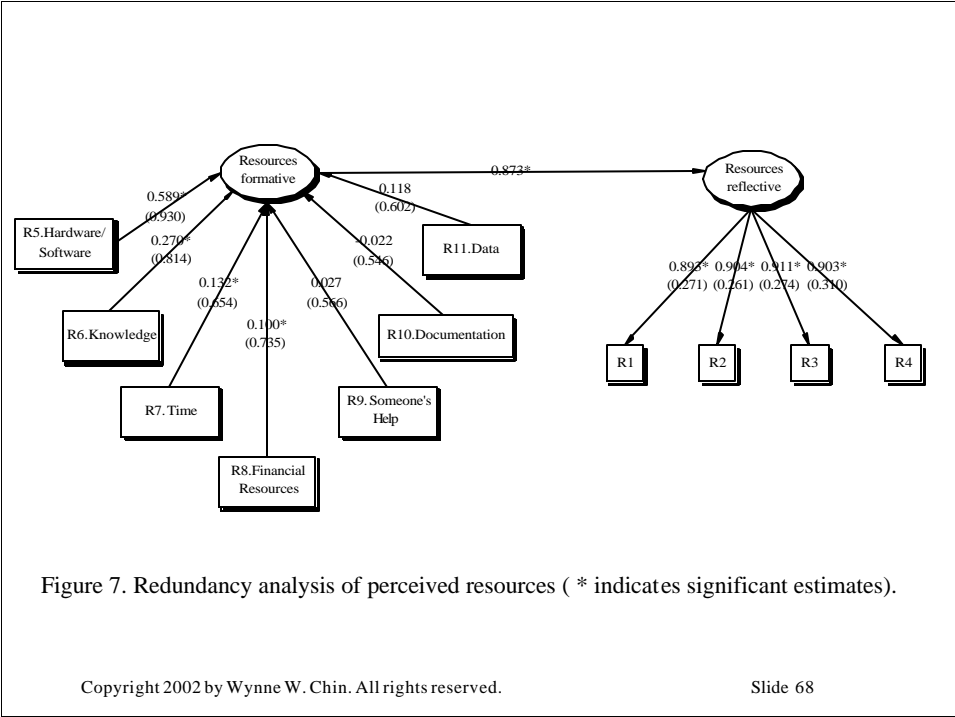 Resources
formative
0.873*
Resources
reflective
0.589*
(0.930)
R5.Hardware/
Software
0.270*
(0.814)
R6.Knowledge
0.132*
(0.654)
R7.Time
0.100*
(0.735)
R8.Financial
Resources
0.027
(0.566)
R9.Someone's
Help
-0.022
(0.546)
R10.Documentation
0.118
(0.602)
R11.Data
0.893* 0.904* 0.911* 0.903*
(0.271) (0.261) (0.274) (0.310)
R1 R2 R3 R4
Figure 7. Redundancy analysis of perceived resources ( * indicates significant estimates).
Copyright 2002 by Wynne W. Chin. All rights reserved. Slide 68